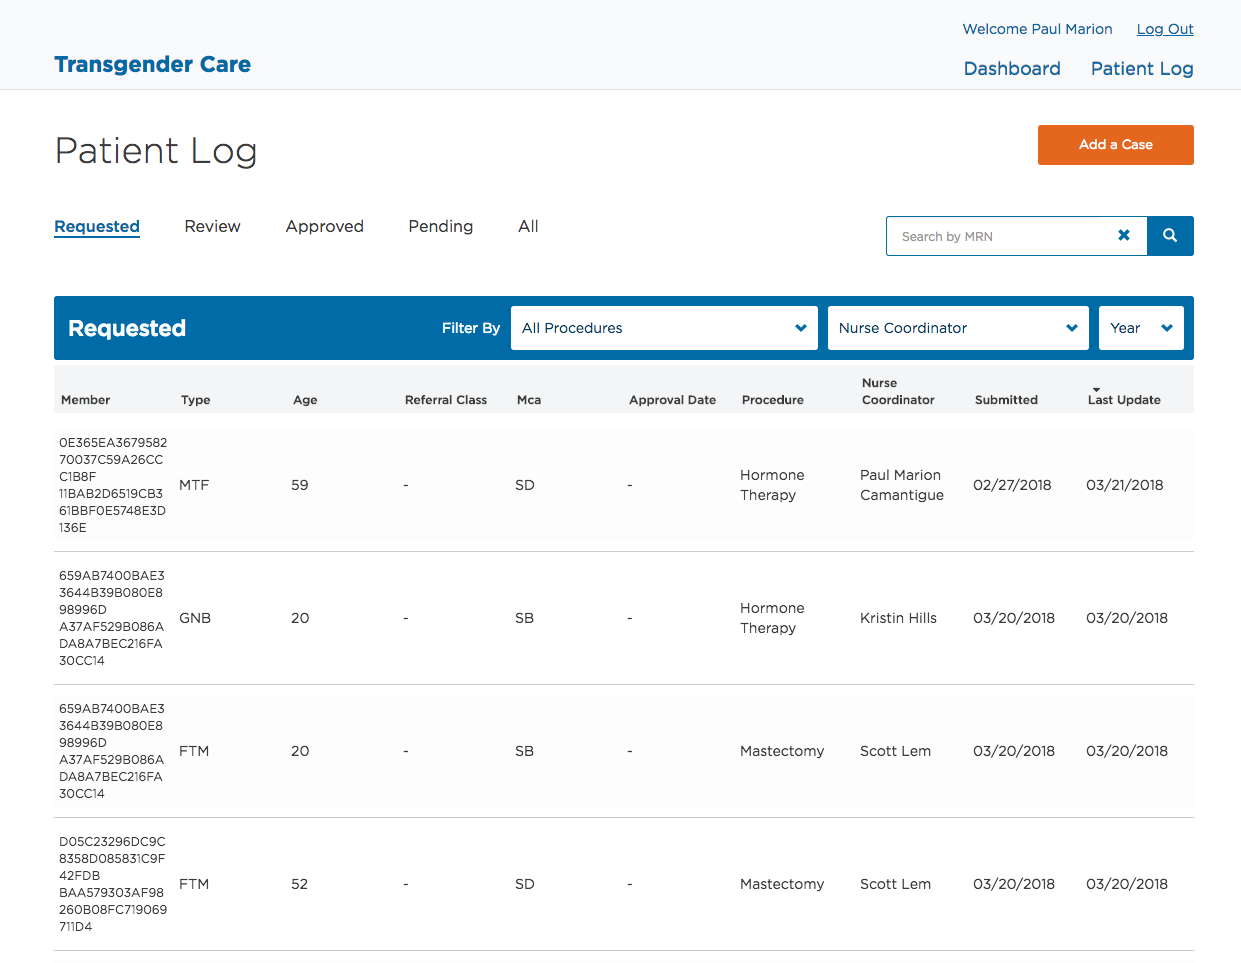 Welcome Paul Marion Log Out
Transgender Care
Dashboard Patient Log
Patient Log
Add a Case
Requested Review Approved Pending All
Search by MRN
Requested Filter By All Procedures Nurse Coordinator Year
Member Type Age Referral Class Mca Approval Date Procedure Nurse Coordinator Submitted Last Update
0E365EA3679582
70037C59A26CC
C1B8F
11BAB2D6519CB3
61BBF0E5748E3D
136E
MTF 59 - SD - Hormone Therapy Paul Marion Camantigue 02/27/2018 03/21/2018
659AB7400BAE3
3644B39B080E8
98996D
A37AF529B086A
DA8A7BEC216FA
30CC14
GNB 20 - SB - Hormone Therapy Kristin Hills 03/20/2018 03/20/2018
659AB7400BAE3
3644B39B080E8
98996D
A37AF529B086A
DA8A7BEC216FA
30CC14
FTM 20 - SB - Mastectomy Scott Lem 03/20/2018 03/20/2018
D05C23296DC9C
8358D085831C9F
42FDB
BAA579303AF98
260B08FC719069
711D4
FTM 52 - SD - Mastectomy Scott Lem 03/20/2018 03/20/2018